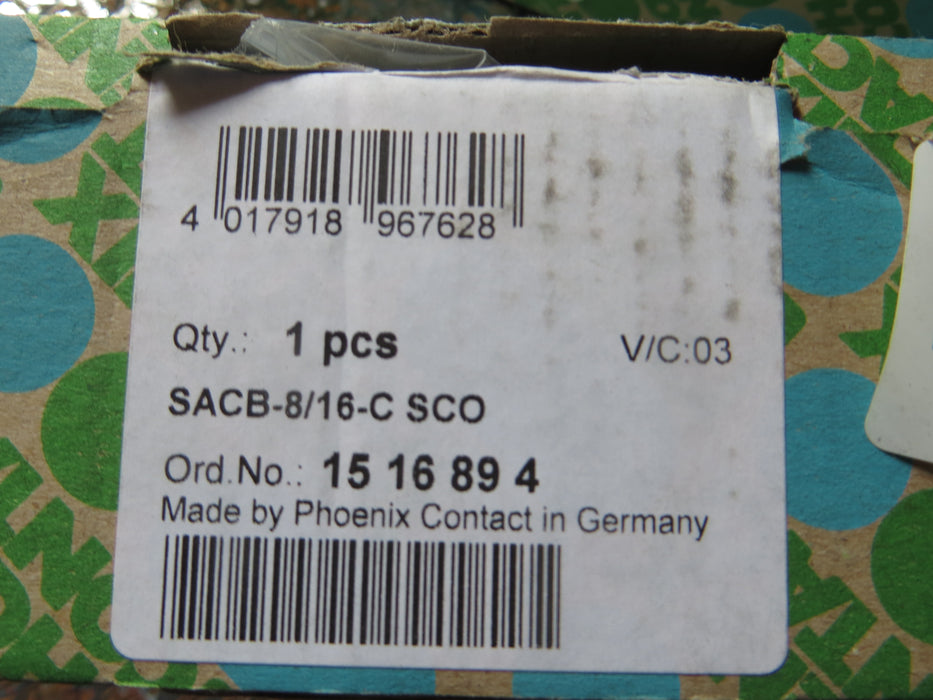 4 017918 967628
Qty.: 1 pcs
V/C:03
SACB-8/16-C SCO
Ord.No.: 15 16 89 4
Made by Phoenix Contact in Germany